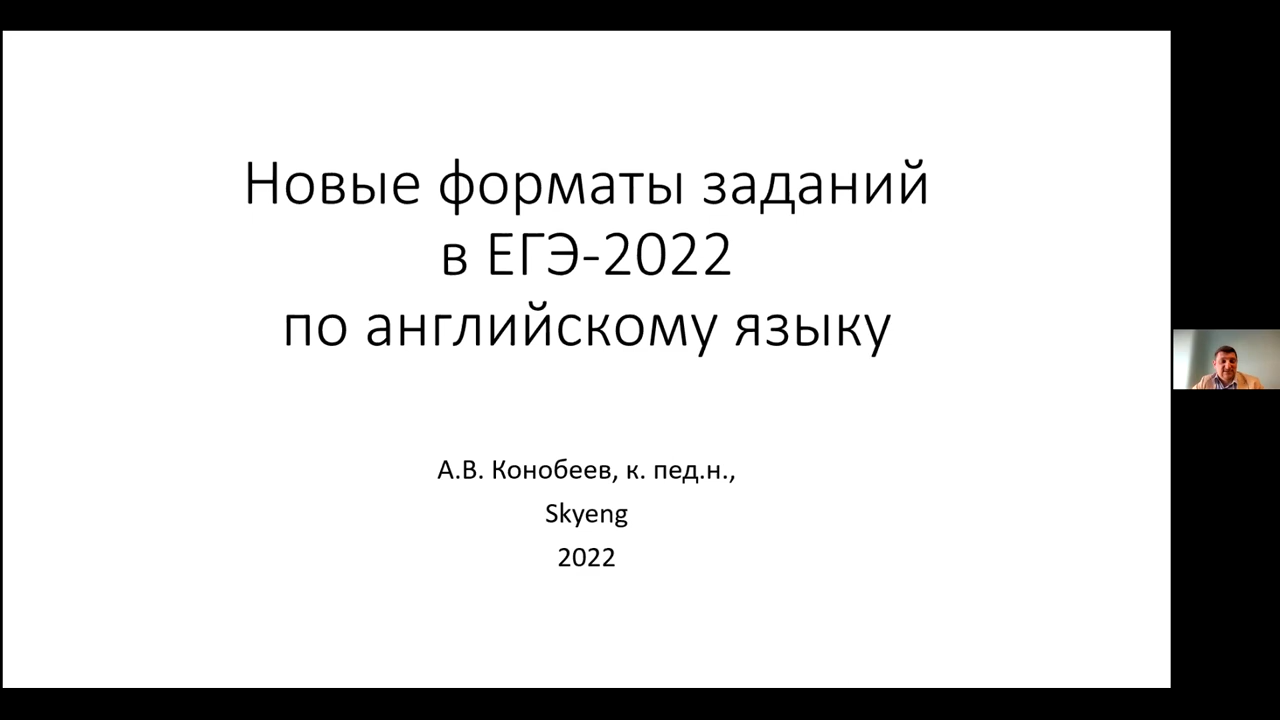 Новые форматы заданий
в ЕГЭ-2022
по английскому языку
А.В. Конобеев, к. пед.н.,
Skyeng
2022